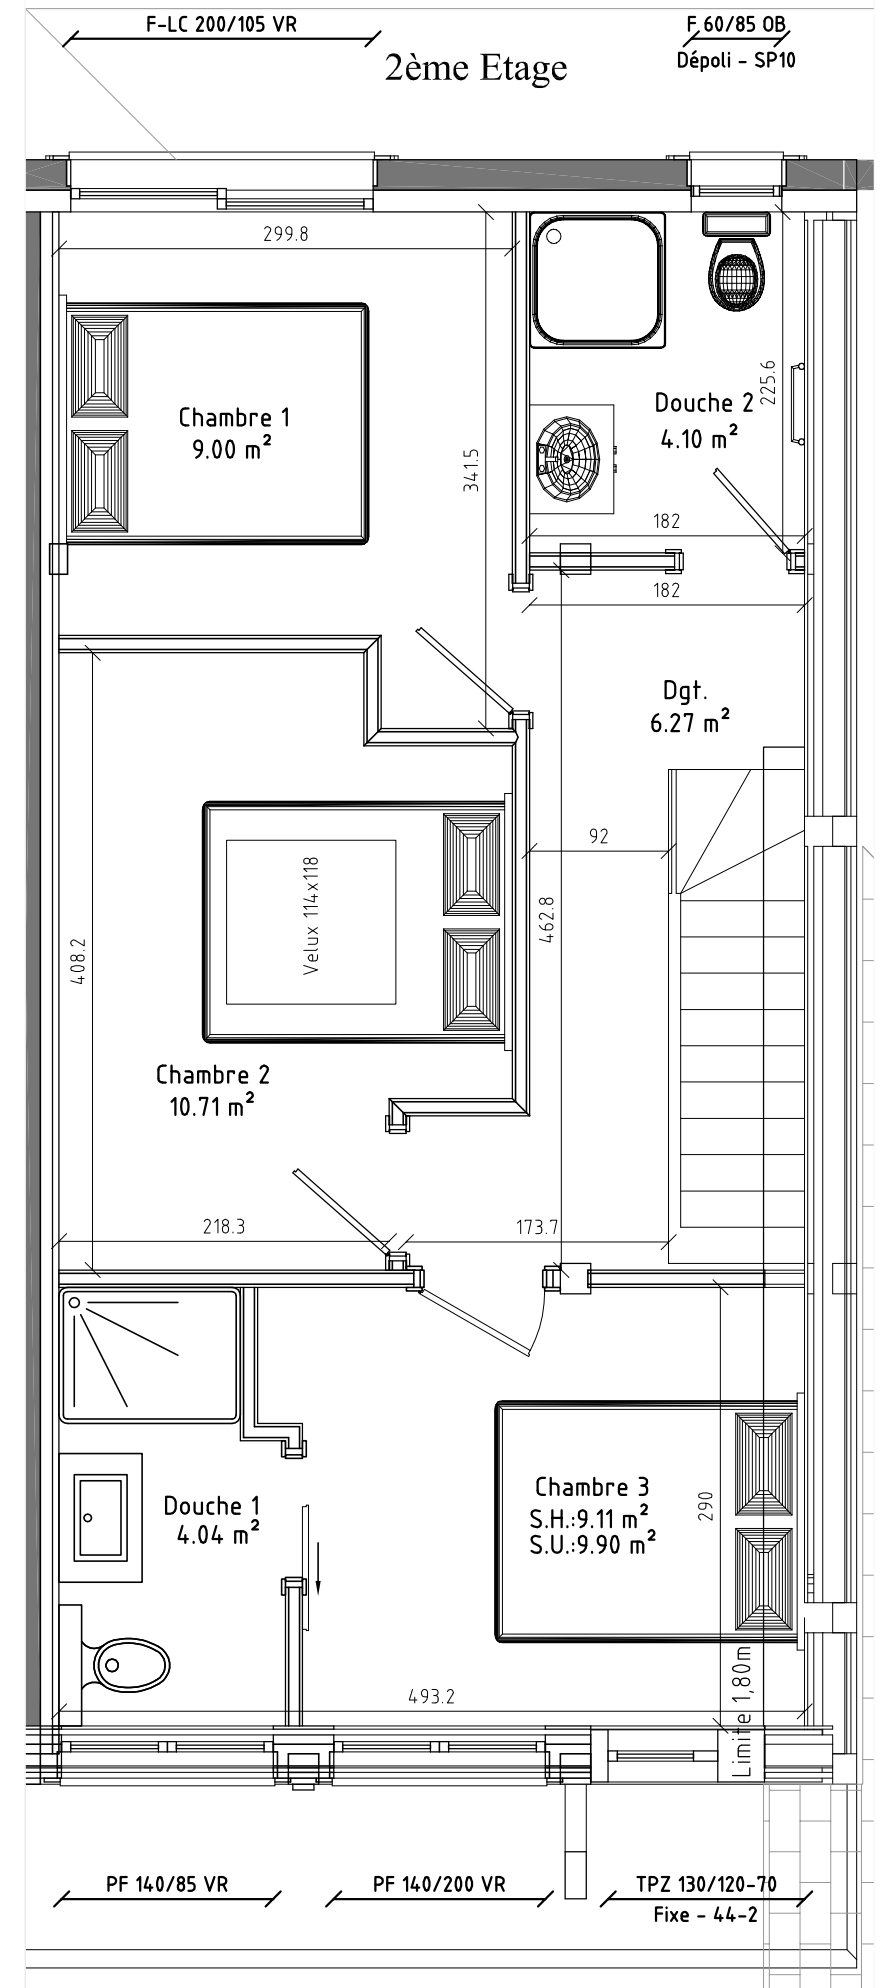 F-LC 200/105 VR
F 60/85 OB
Dépoli - SP10
2ème Etage
299.8
341.5
225.6
Chambre 1
9.00 m²
Douche 2
4.10 m²
182
182
Dgt.
6.27 m²
92
462.8
408.2
Velux 114x118
Chambre 2
10.71 m²
218.3
173.7
290
Chambre 3
S.H.:9.11 m²
S.U.:9.90 m²
Douche 1
4.04 m²
493.2
Limitte 1,80m
PF 140/85 VR
PF 140/200 VR
TPZ 130/120-70
Fixe - 44-2